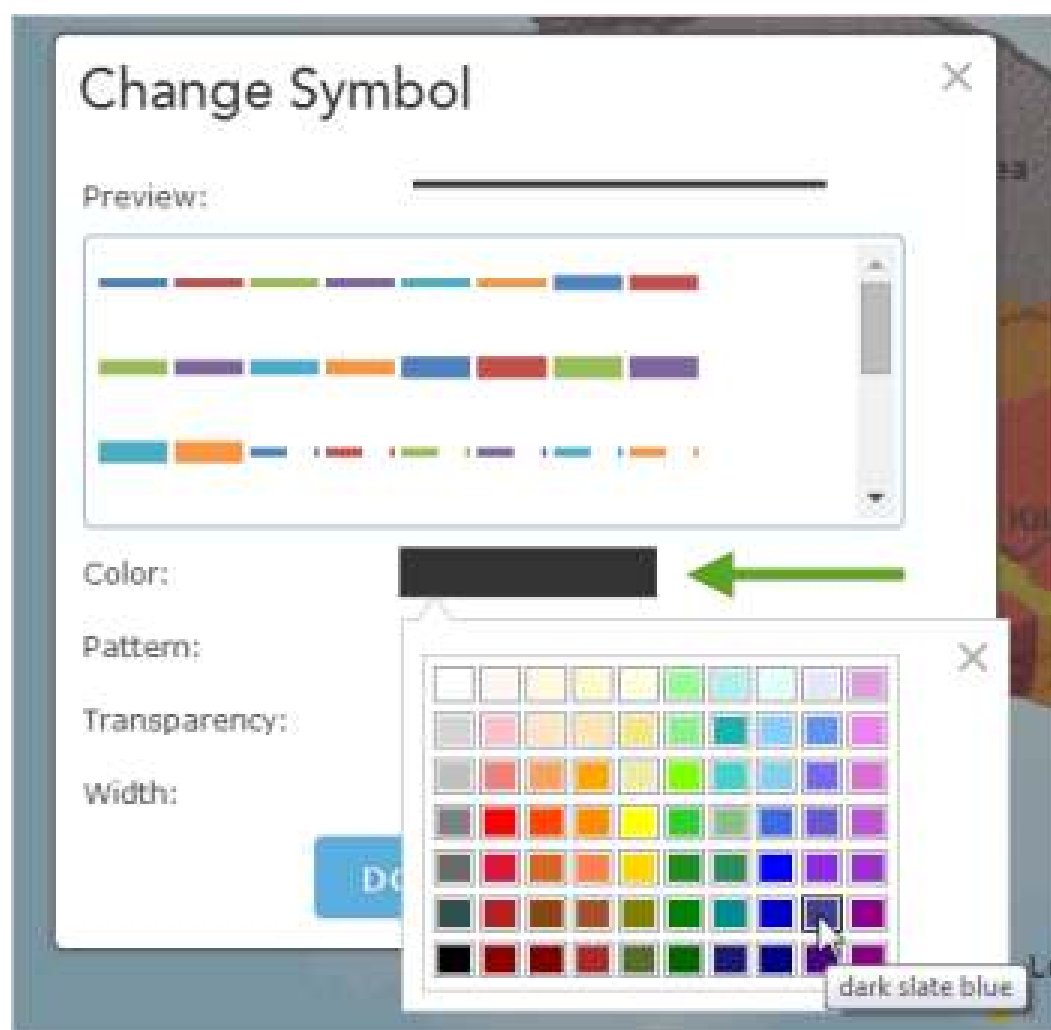 Change Symbol
Preview:
Color:
Pattern:
Transparency:
Width:
dark slate blue